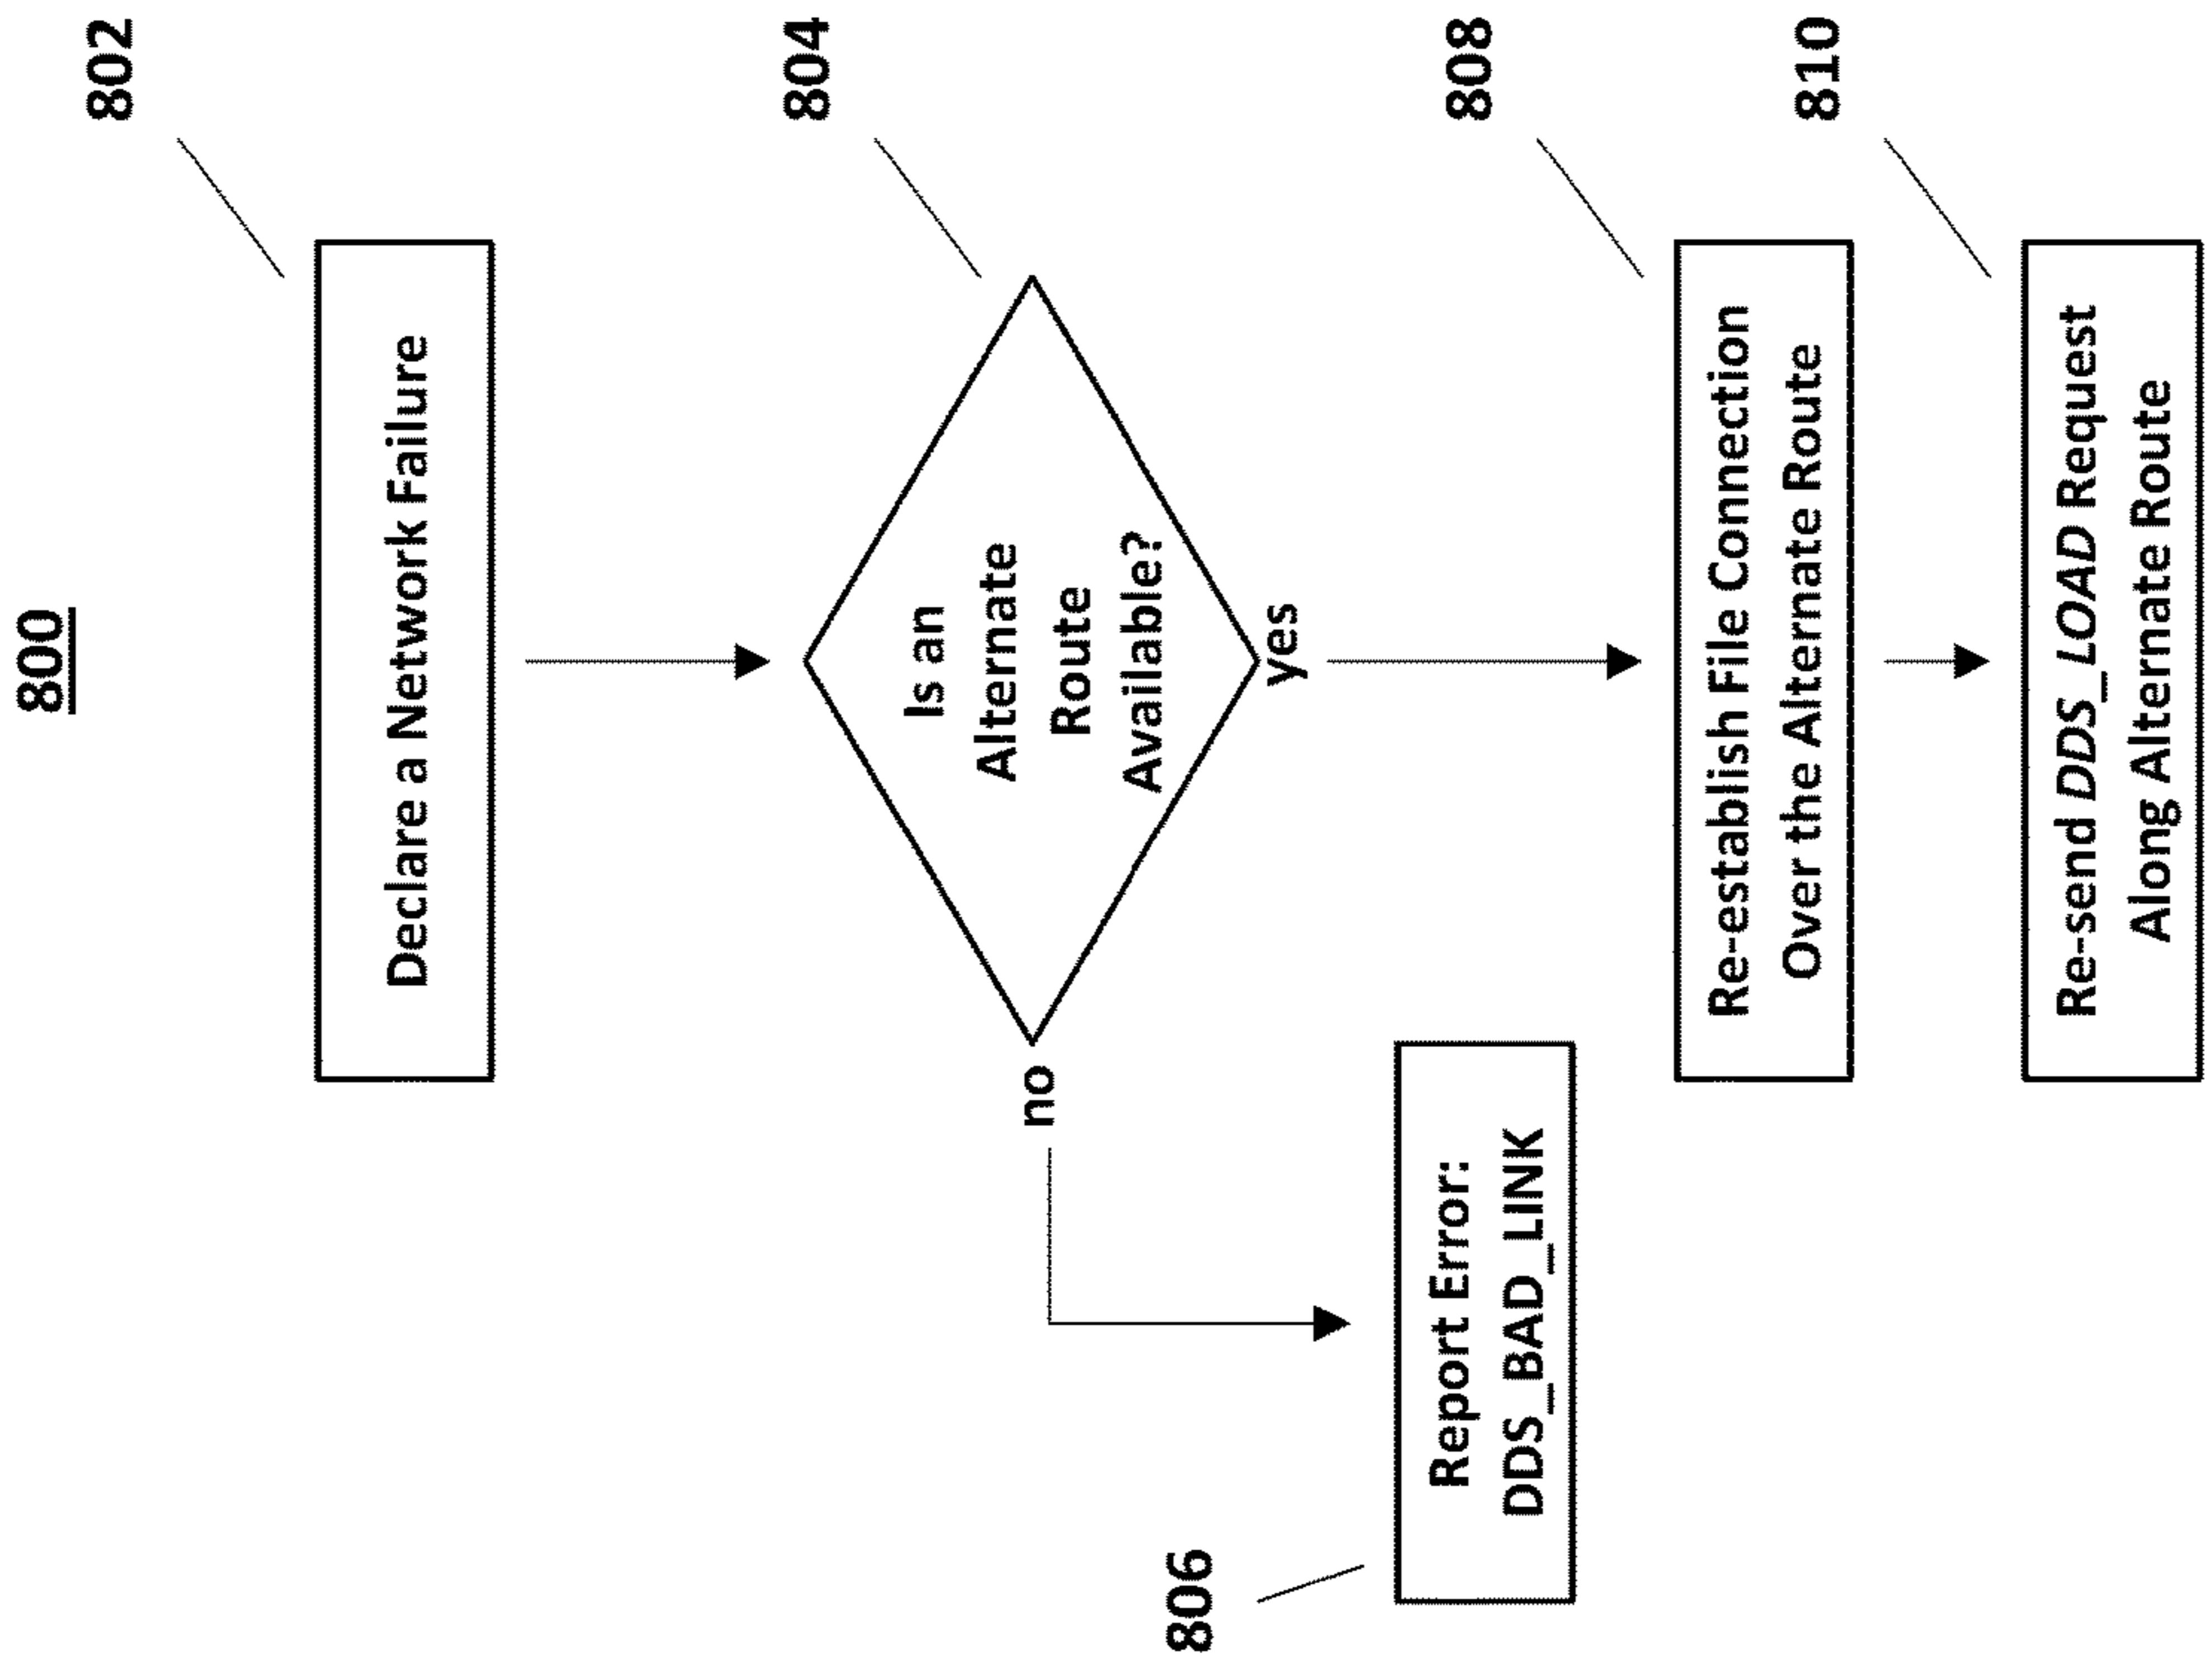 800
802
Declare a Network Failure
804
Is an
Alternate
Route
Available?
no
yes
806
Report Error:
DDS_BAD_LINK
808
Re-establish File Connection
Over the Alternate Route
810
Re-send DDS_LOAD Request
Along Alternate Route